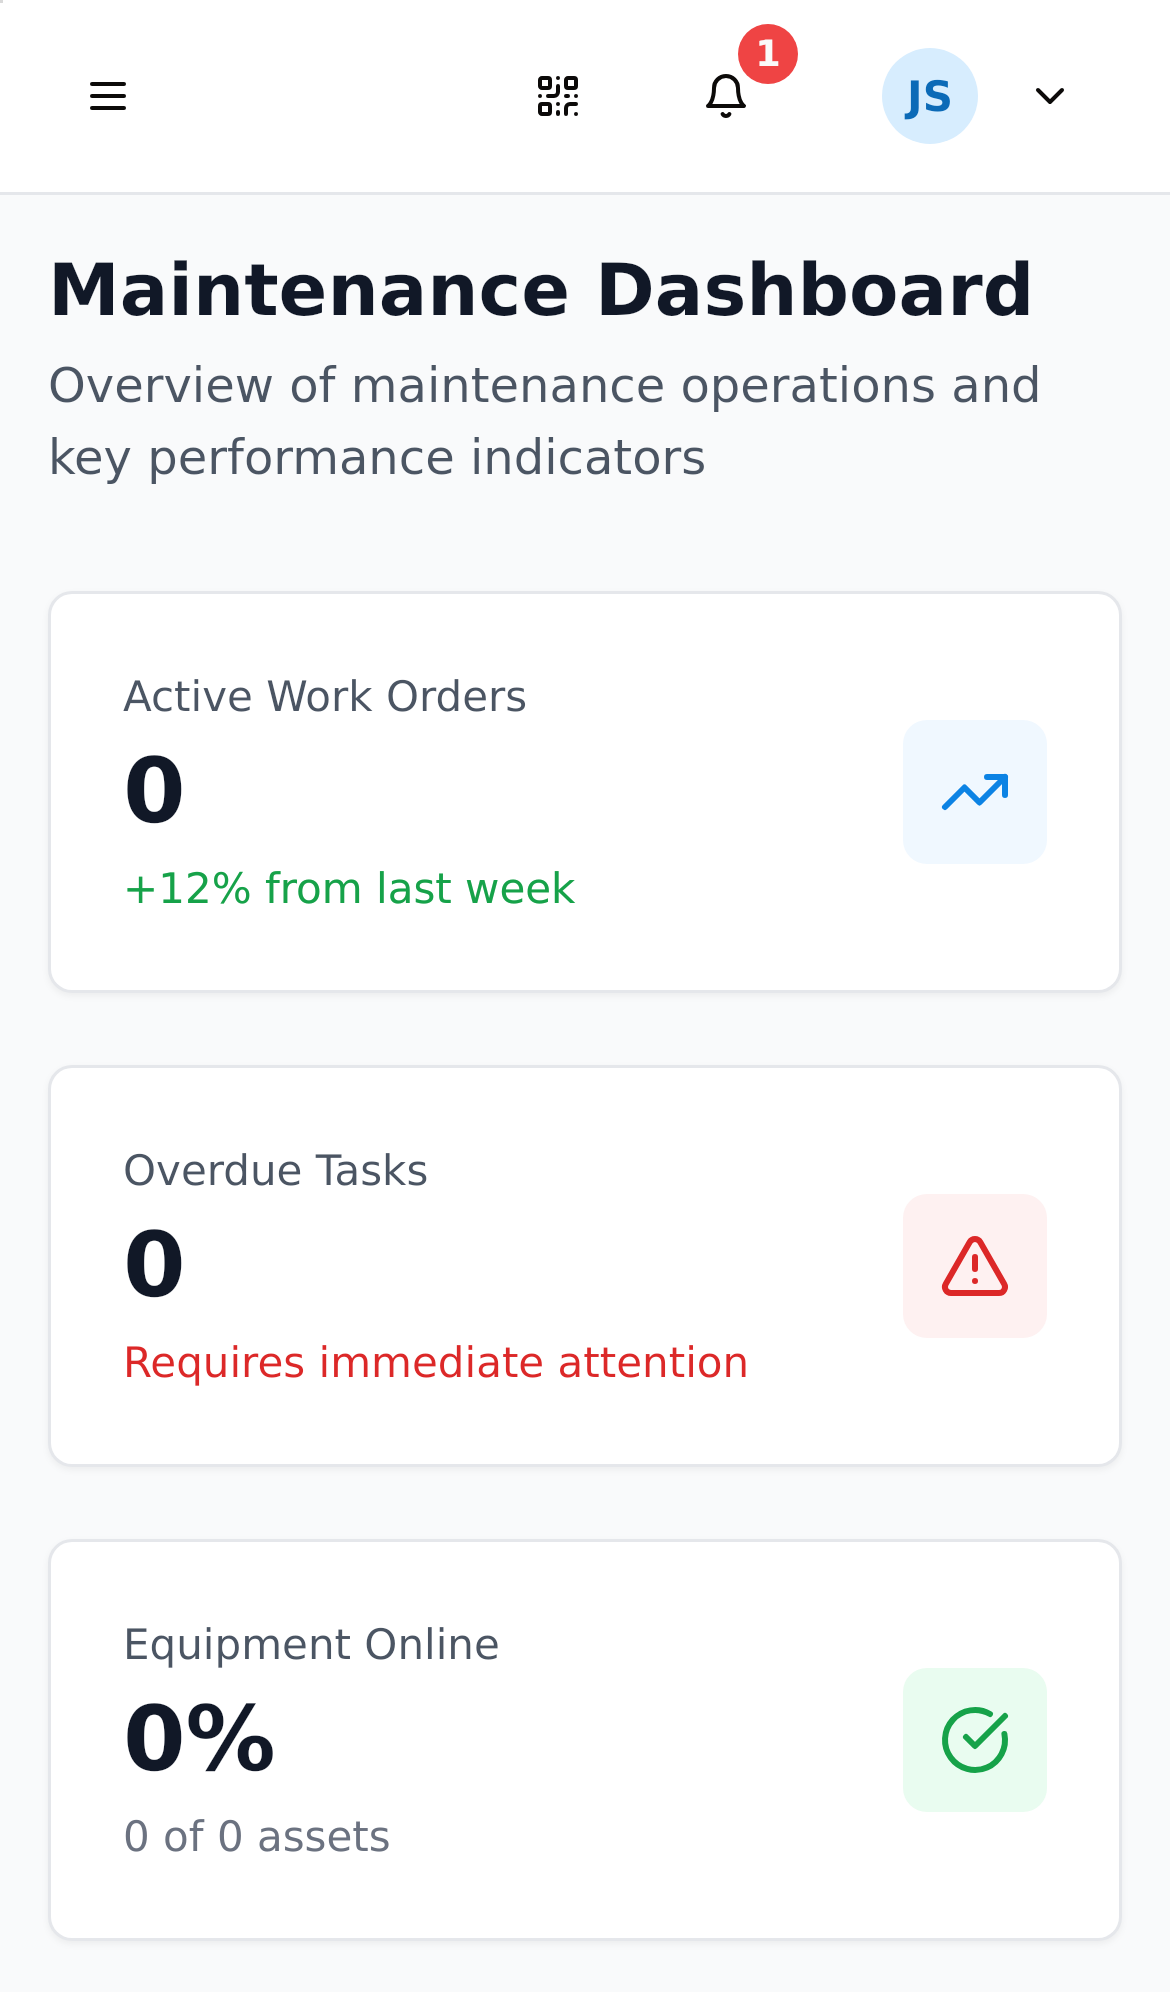 1
JS
Maintenance Dashboard
Overview of maintenance operations and
key performance indicators
Active Work Orders
0
+12% from last week
Overdue Tasks
0
Requires immediate attention
Equipment Online
0%
0 of 0 assets